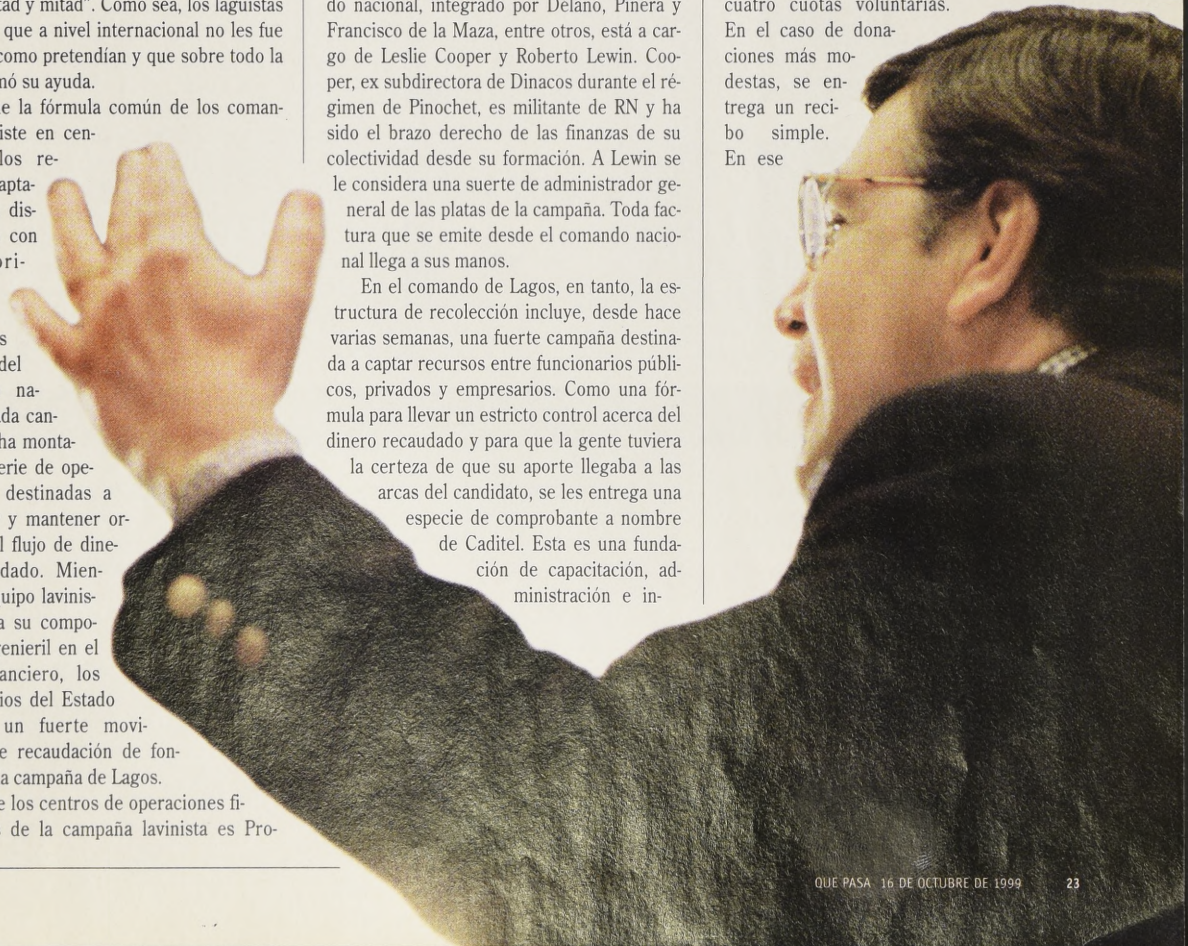 tad y mitad". Como sea, los laguistas
que a nivel internacional no les fue
como pretendían y que sobre todo la
mó su ayuda.
e la fórmula común de los coman-
iste en cen-
los re-
apta-
dis-
con
ori-
s
del
na-
da can-
ha monta-
erie de ope-
destinadas a
y mantener or-
l flujo de dine-
dado. Mien-
uipo lavinis-
a su compo-
enieril en el
anciero, los
ios del Estado
un fuerte movi-
e recaudación de fon-
a campaña de Lagos.
e los centros de operaciones fi-
de la campaña lavinista es Pro-
do nacional, integrado por Délano, Piñera y
Francisco de la Maza, entre otros, está a car-
go de Leslie Cooper y Roberto Lewin. Coo-
per, ex subdirectora de Dinacos durante el ré-
gimen de Pinochet, es militante de RN y ha
sido el brazo derecho de las finanzas de su
colectividad desde su formación. A Lewin se
le considera una suerte de administrador ge-
neral de las platas de la campaña. Toda fac-
tura que se emite desde el comando nacio-
nal llega a sus manos.
En el comando de Lagos, en tanto, la es-
tructura de recolección incluye, desde hace
varias semanas, una fuerte campaña destina-
da a captar recursos entre funcionarios públi-
cos, privados y empresarios. Como una fór-
mula para llevar un estricto control acerca del
dinero recaudado y para que la gente tuviera
la certeza de que su aporte llegaba a las
arcas del candidato, se les entrega una
especie de comprobante a nombre
de Caditel. Esta es una funda-
ción de capacitación, ad-
ministración e in-
cuatro cuotas voluntarias.
En el caso de dona-
ciones más mo-
destas, se en-
trega un reci-
bo simple.
En ese
QUE PASA 16 DE OCTUBRE DE 1999 23